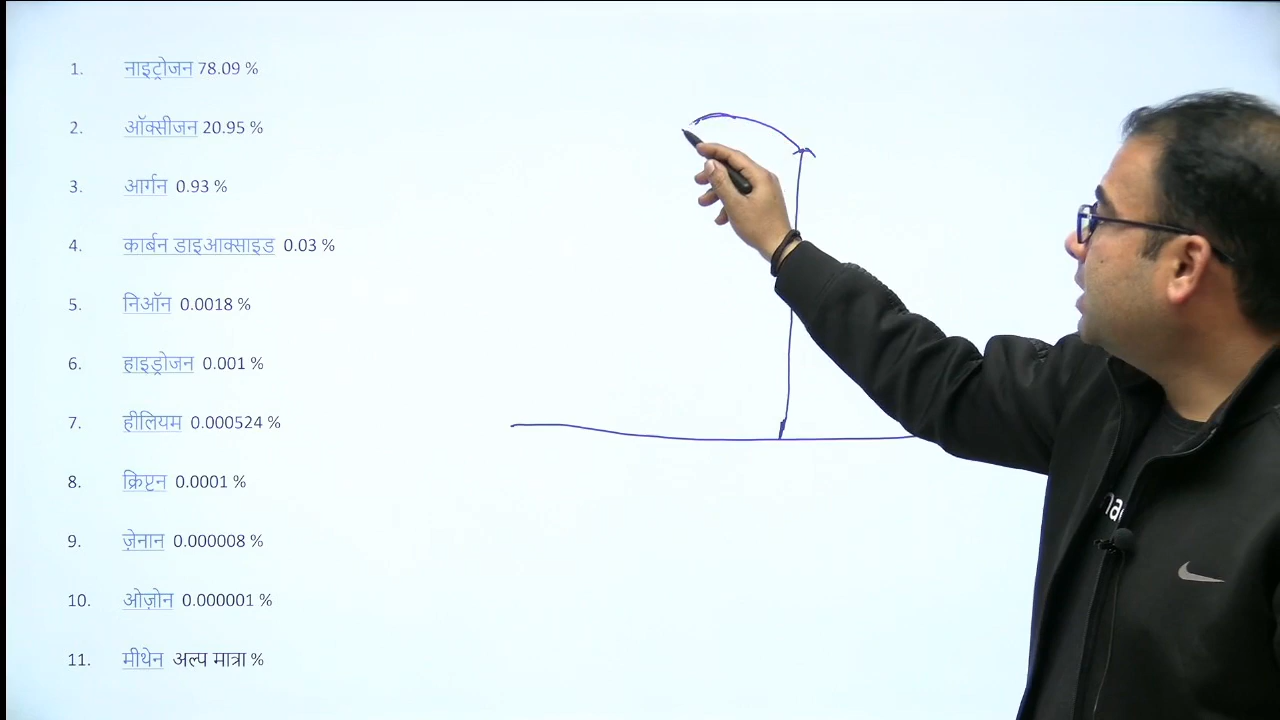 1. नाइट्रोजन 78.09 %
2. ऑक्सीजन 20.95 %
3. आर्गन 0.93 %
4. कार्बन डाइआक्साइड 0.03 %
5. निऑन 0.0018 %
6. हाइड्रोजन 0.001 %
7. हीलियम 0.000524 %
8. क्रिप्टन 0.0001 %
9. ज़ेनान 0.000008 %
10. ओज़ोन 0.000001 %
11. मीथेन अल्प मात्रा %